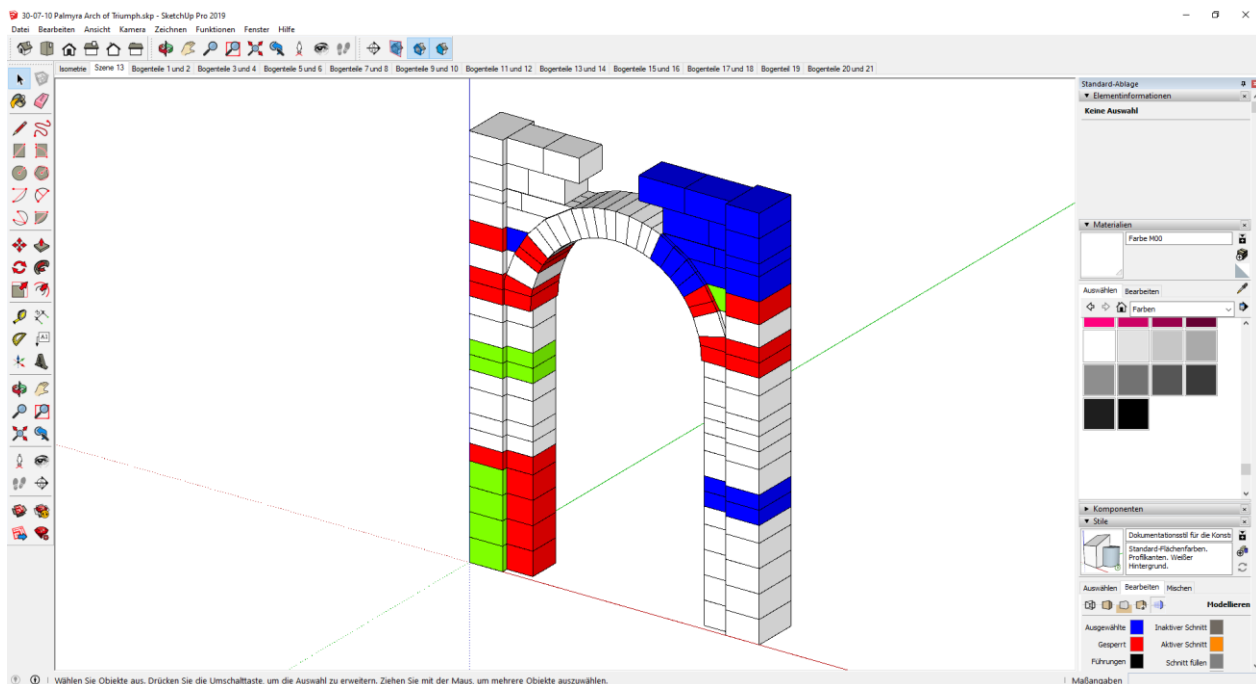 30-07-10 Palmyra Arch of Triumph.skp - SketchUp Pro 2019
Datei Bearbeiten Ansicht Kamera Zeichnen Funktionen Fenster Hilfe
Isometrie Szene 13 Bogenteile 1 und 2 Bogenteile 3 und 4 Bogenteile 5 und 6 Bogenteile 7 und 8 Bogenteile 9 und 10 Bogenteile 11 und 12 Bogenteile 13 und 14 Bogenteile 15 und 16 Bogenteile 17 und 18 Bogenteil 19 Bogenteile 20 und 21
Standard-Ablage
Elementinformationen
Keine Auswahl
Materialien
Farbe M00
Auswählen Bearbeiten
Farben
Komponenten
Stile
Dokumentationsstil für die Konst
Standard-Flächenfarben.
Profilkanten. Weißer
Hintergrund.
Auswählen Bearbeiten Mischen
Modellieren
Ausgewählte Inaktiver Schnitt
Gesperrt Aktiver Schnitt
Führungen Schnitt füllen
Wählen Sie Objekte aus. Drücken Sie die Umschalttaste, um die Auswahl zu erweitern. Ziehen Sie mit der Maus, um mehrere Objekte auszuwählen. Maßangaben